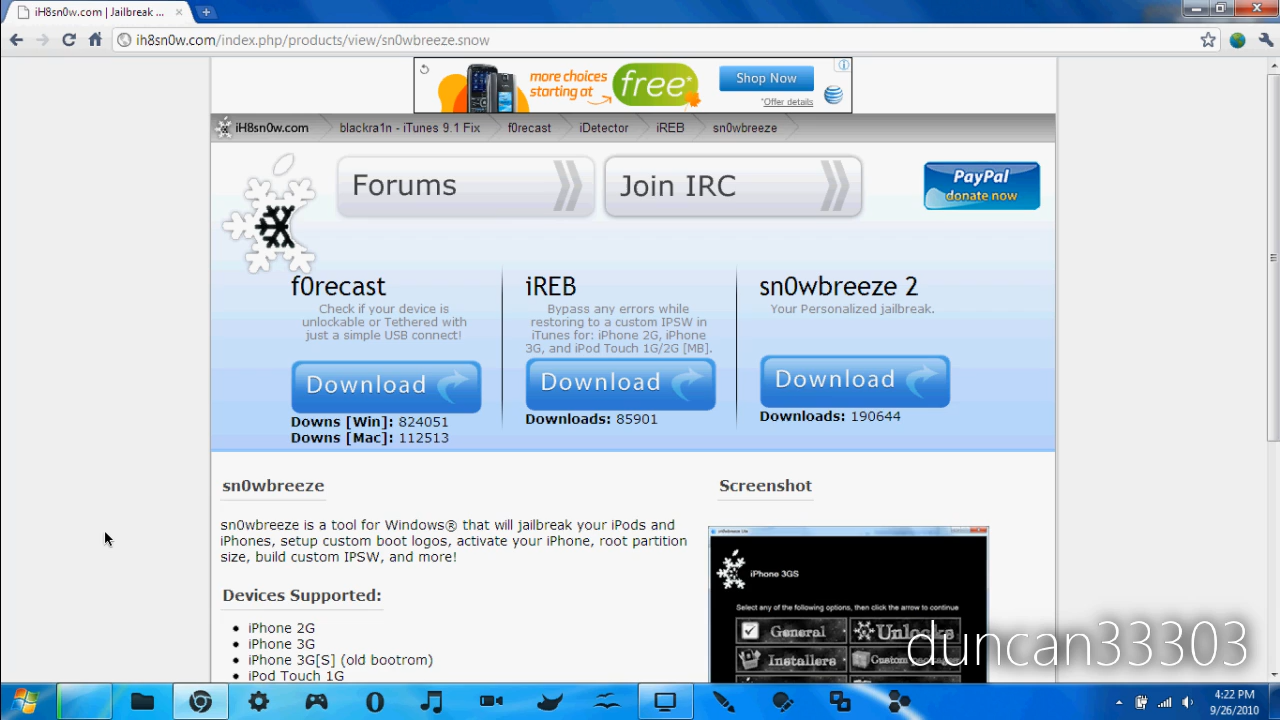 iH8sn0w.com | Jailbreak ...
ih8sn0w.com/index.php/products/view/sn0wbreeze.snow
more choices
starting at
free*
Shop Now
*Offer details
iH8sn0w.com
blackra1n - iTunes 9.1 Fix
f0recast
iDetector
iREB
sn0wbreeze
Forums
Join IRC
PayPal
donate now
f0recast
Check if your device is
unlockable or Tethered with
just a simple USB connect!
Download
Downs [Win]: 824051
Downs [Mac]: 112513
iREB
Bypass any errors while
restoring to a custom IPSW in
iTunes for: iPhone 2G, iPhone
3G, and iPod Touch 1G/2G [MB].
Download
Downloads: 85901
sn0wbreeze 2
Your Personalized jailbreak.
Download
Downloads: 190644
sn0wbreeze
sn0wbreeze is a tool for Windows® that will jailbreak your iPods and
iPhones, setup custom boot logos, activate your iPhone, root partition
size, build custom IPSW, and more!
Devices Supported:
iPhone 2G
iPhone 3G
iPhone 3G[S] (old bootrom)
iPod Touch 1G
Screenshot
iPhone 3GS
Select any of the following options, then click the arrow to continue
General
Unlocks
Installers
Custom
duncan33303
4:22 PM
9/26/2010